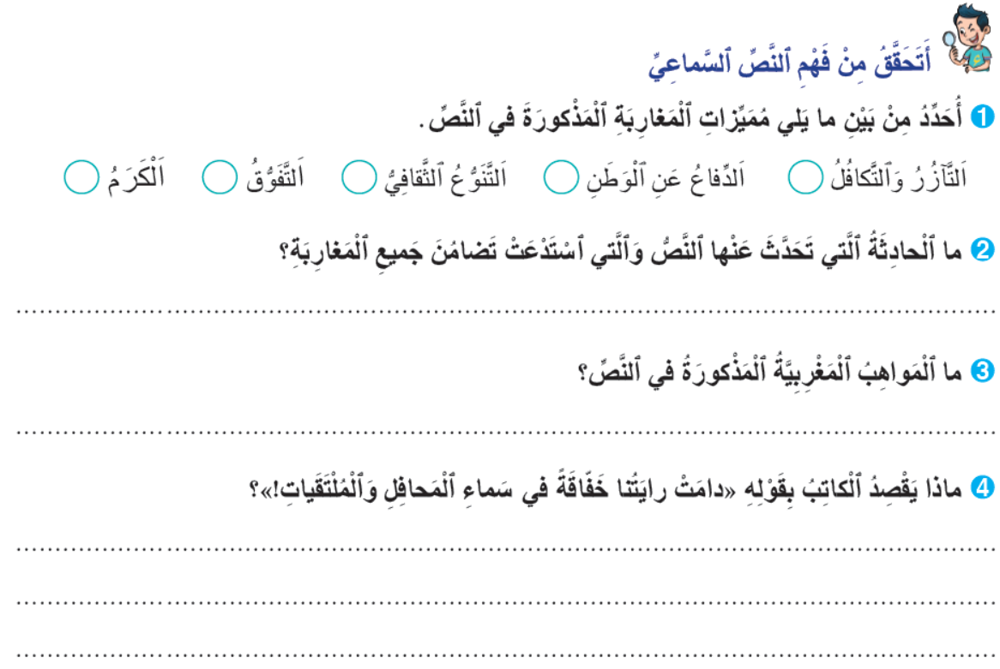 أَتَحَقَّقُ مِنْ فَهْمِ ٱلنَّصِّ ٱلسَّماعِيِّ
1 أُحَدِّدُ مِنْ بَيْنِ ما يَلي مُمَيِّزاتِ ٱلْمَغارِبَةِ ٱلْمَذْكورَةَ في ٱلنَّصِّ.
اَلتَّآزُرُ وَٱلتَّكافُلُ اَلدِّفاعُ عَنِ ٱلْوَطَنِ اَلتَّنَوُّعُ ٱلثَّقافِيُّ اَلتَّفَوُّقُ اَلْكَرَمُ
2 ما ٱلْحادِثَةُ ٱلَّتي تَحَدَّثَ عَنْها ٱلنَّصُّ وَٱلَّتي ٱسْتَدْعَتْ تَضامُنَ جَميعِ ٱلْمَغارِبَةِ؟
................................................................................
3 ما ٱلْمَواهِبُ ٱلْمَغْرِبِيَّةُ ٱلْمَذْكورَةُ في ٱلنَّصِّ؟
................................................................................
4 ماذا يَقْصِدُ ٱلْكاتِبُ بِقَوْلِهِ «دامَتْ رايَتُنا خَفّاقَةً في سَماءِ ٱلْمَحافِلِ وَٱلْمُلْتَقَياتِ!»؟
................................................................................
................................................................................
................................................................................